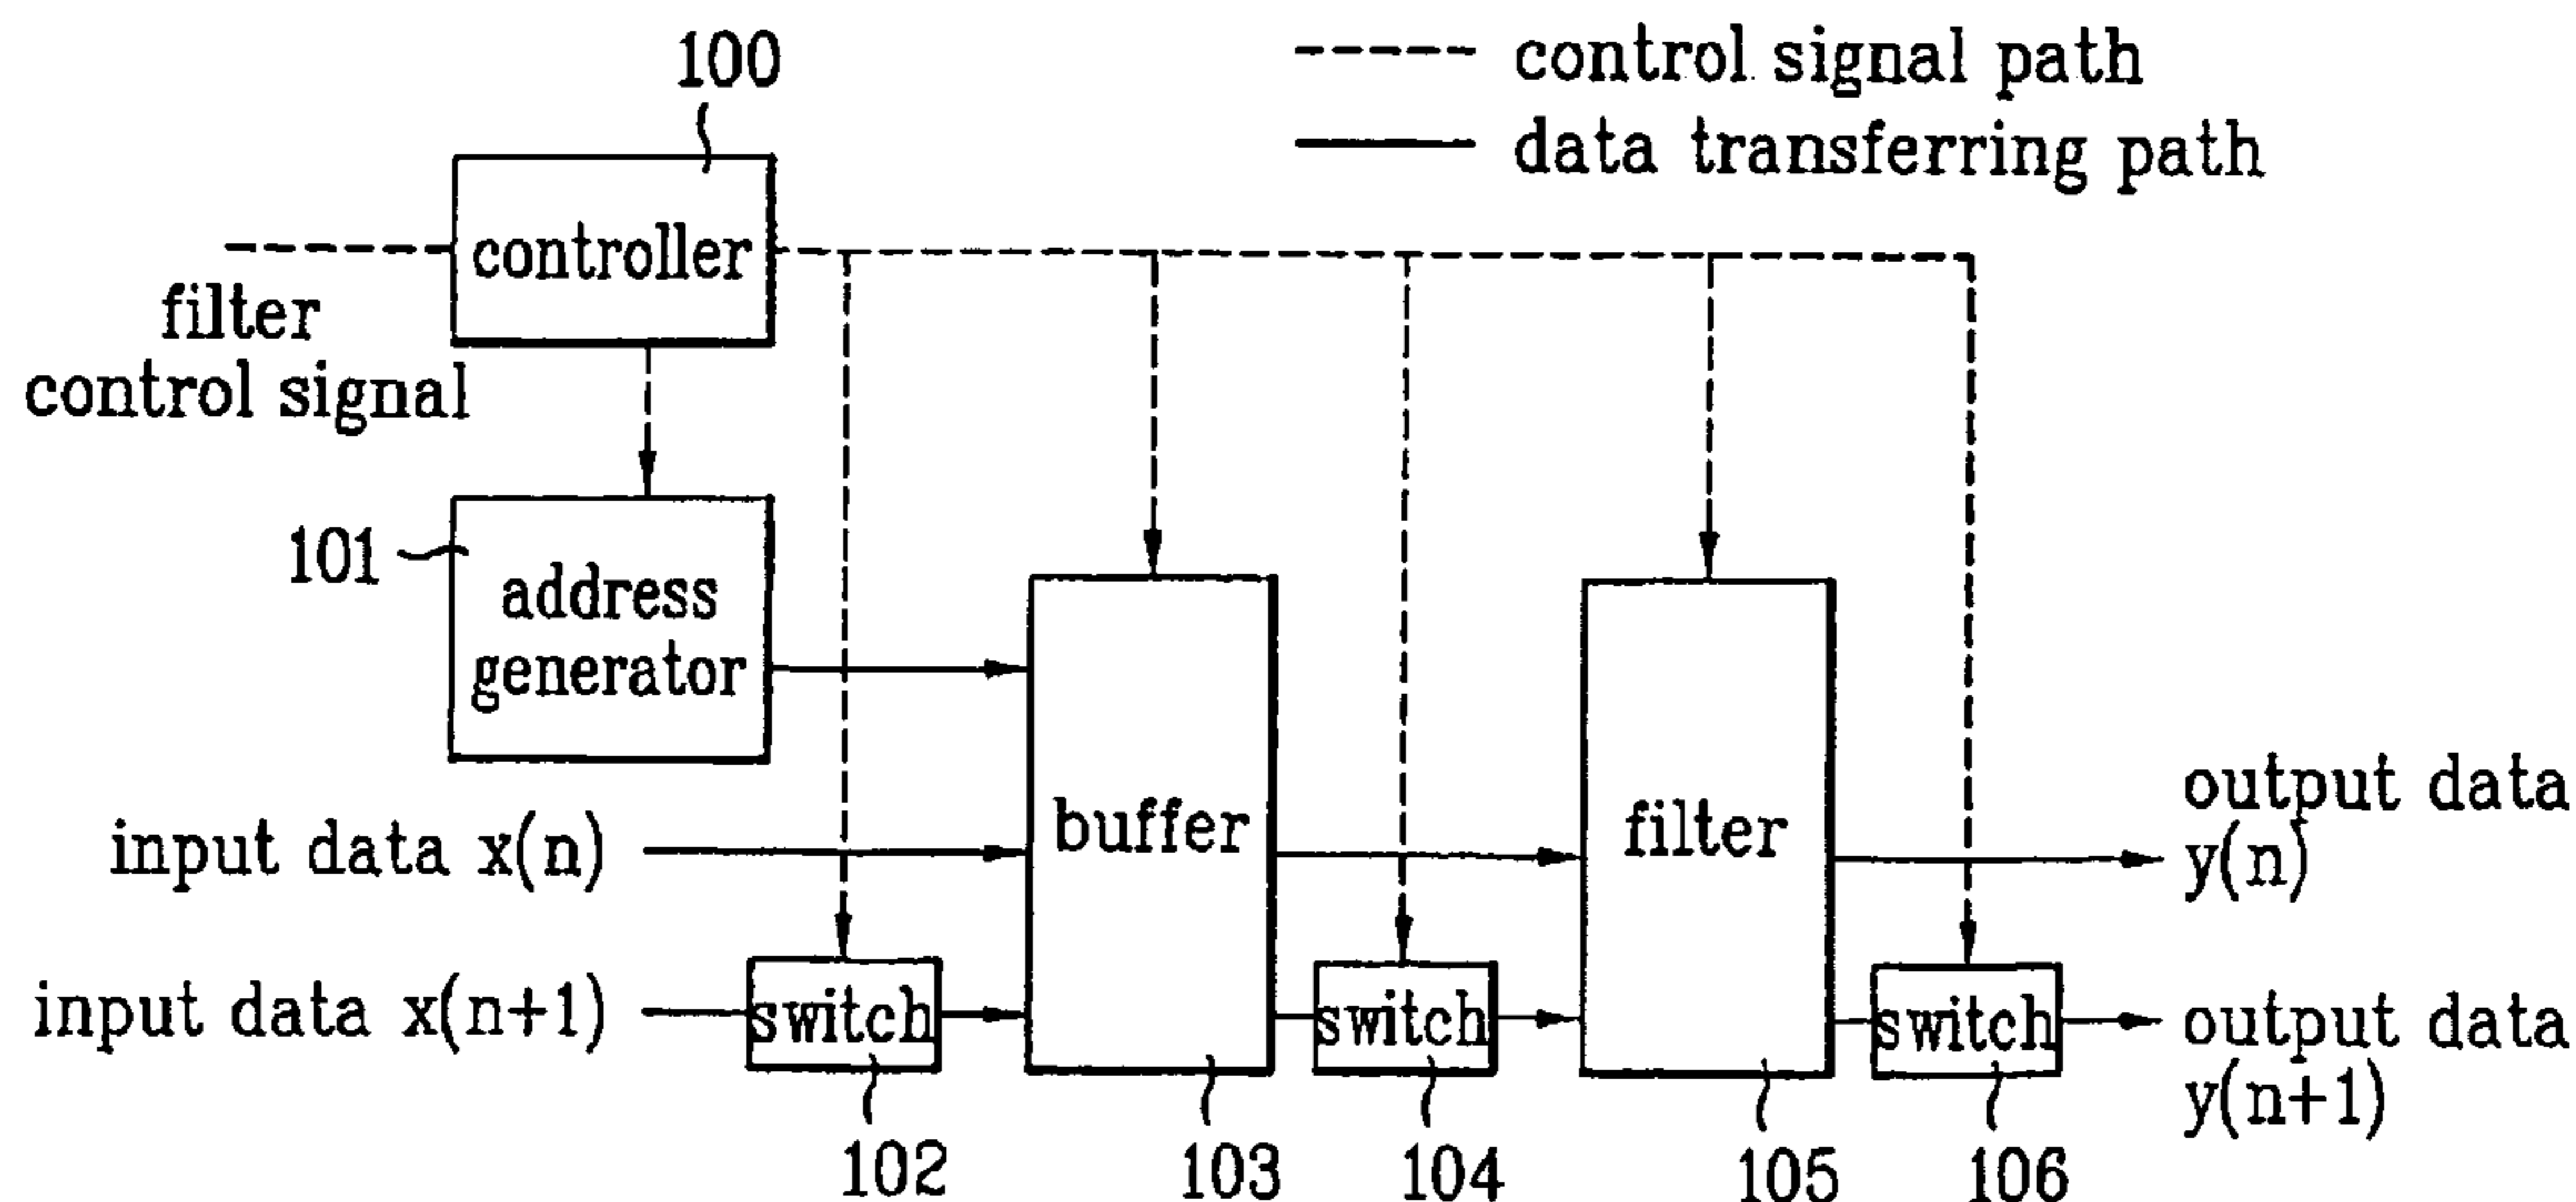 100
control signal path
data transferring path
controller
filter
control signal
101
address
generator
buffer
filter
input data x(n)
output data
y(n)
input data x(n+1)
switch
switch
switch
output data
y(n+1)
102
103
104
105
106